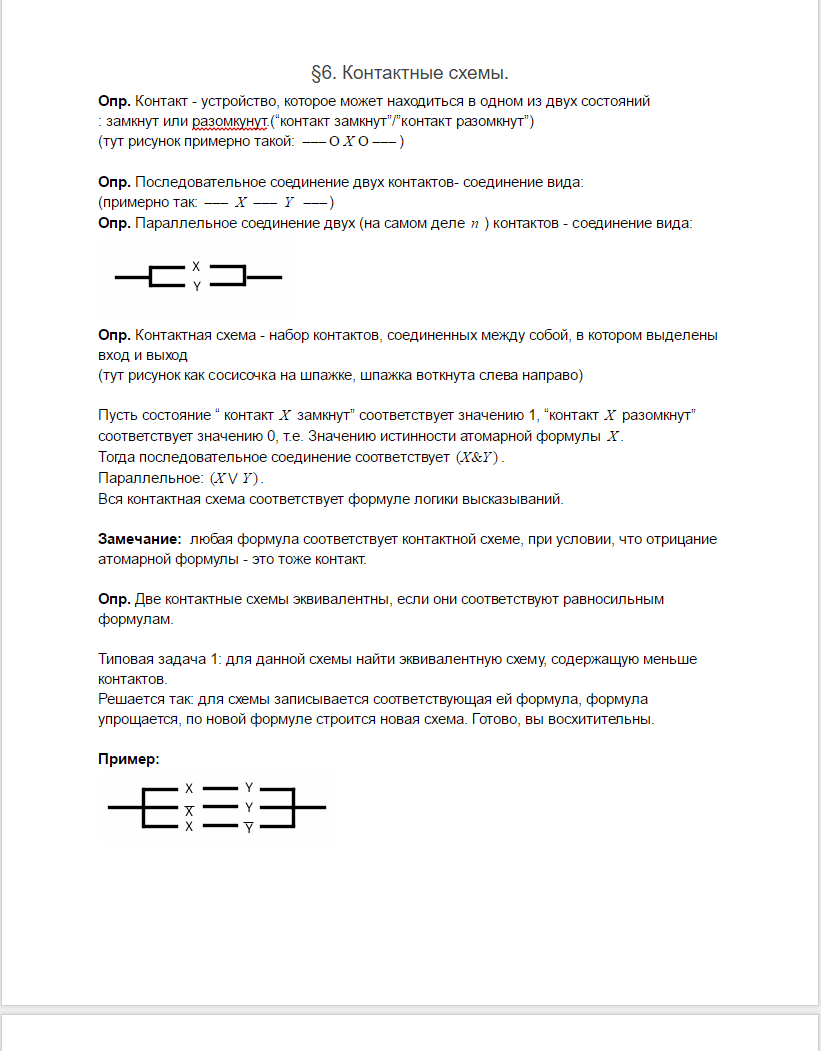 §6. Контактные схемы.
Опр. Контакт - устройство, которое может находиться в одном из двух состояний
: замкнут или разомкунут.(“контакт замкнут”/”контакт разомкнут”)
(тут рисунок примерно такой: —– O X O —– )
Опр. Последовательное соединение двух контактов- соединение вида:
(примерно так: —– X —– Y —– )
Опр. Параллельное соединение двух (на самом деле n ) контактов - соединение вида:
X
Y
Опр. Контактная схема - набор контактов, соединенных между собой, в котором выделены
вход и выход
(тут рисунок как сосисочка на шпажке, шпажка воткнута слева направо)
Пусть состояние “ контакт X замкнут” соответствует значению 1, “контакт X разомкнут”
соответствует значению 0, т.е. Значению истинности атомарной формулы X.
Тогда последовательное соединение соответствует (X&Y).
Параллельное: (X∨Y).
Вся контактная схема соответствует формуле логики высказываний.
Замечание: любая формула соответствует контактной схеме, при условии, что отрицание
атомарной формулы - это тоже контакт.
Опр. Две контактные схемы эквивалентны, если они соответствуют равносильным
формулам.
Типовая задача 1: для данной схемы найти эквивалентную схему, содержащую меньше
контактов.
Решается так: для схемы записывается соответствующая ей формула, формула
упрощается, по новой формуле строится новая схема. Готово, вы восхитительны.
Пример:
X Y
X̅ Y
X Y̅